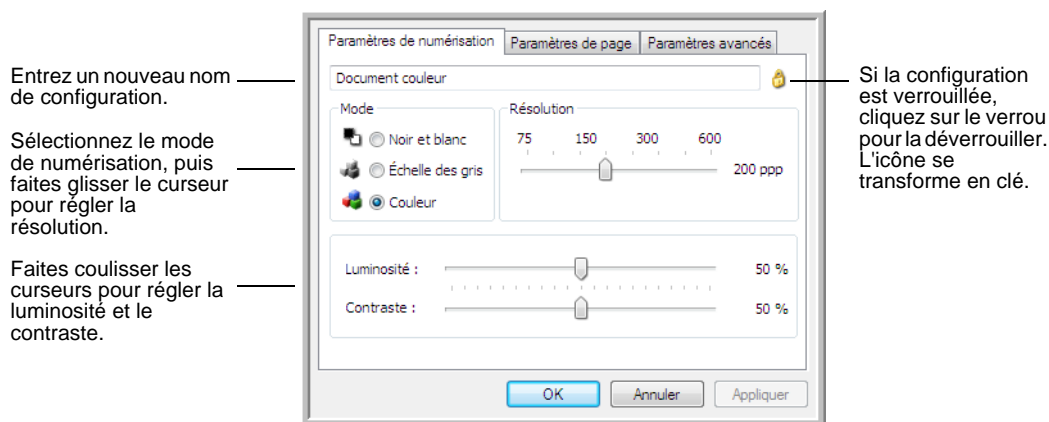 Paramètres de numérisation
Paramètres de page
Paramètres avancés
Entrez un nouveau nom
de configuration.
Document couleur
Si la configuration
est verrouillée,
cliquez sur le verrou
pour la déverrouiller.
L'icône se
transforme en clé.
Sélectionnez le mode
de numérisation, puis
faites glisser le curseur
pour régler la
résolution.
Mode
Noir et blanc
Échelle des gris
Couleur
Résolution
75 150 300 600
200 ppp
Faites coulisser les
curseurs pour régler la
luminosité et le
contraste.
Luminosité : 50 %
Contraste : 50 %
OK
Annuler
Appliquer